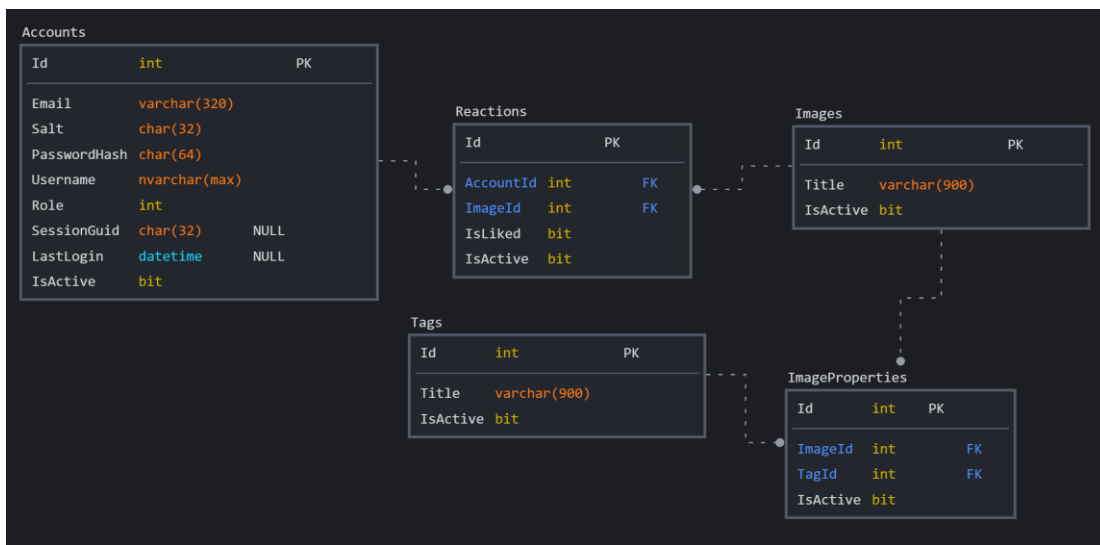 Accounts
Id int PK
Email varchar(320)
Salt char(32)
PasswordHash char(64)
Username nvarchar(max)
Role int
SessionGuid char(32) NULL
LastLogin datetime NULL
IsActive bit
Reactions
Id PK
AccountId int FK
ImageId int FK
IsLiked bit
IsActive bit
Images
Id int PK
Title varchar(900)
IsActive bit
Tags
Id int PK
Title varchar(900)
IsActive bit
ImageProperties
Id int PK
ImageId int FK
TagId int FK
IsActive bit